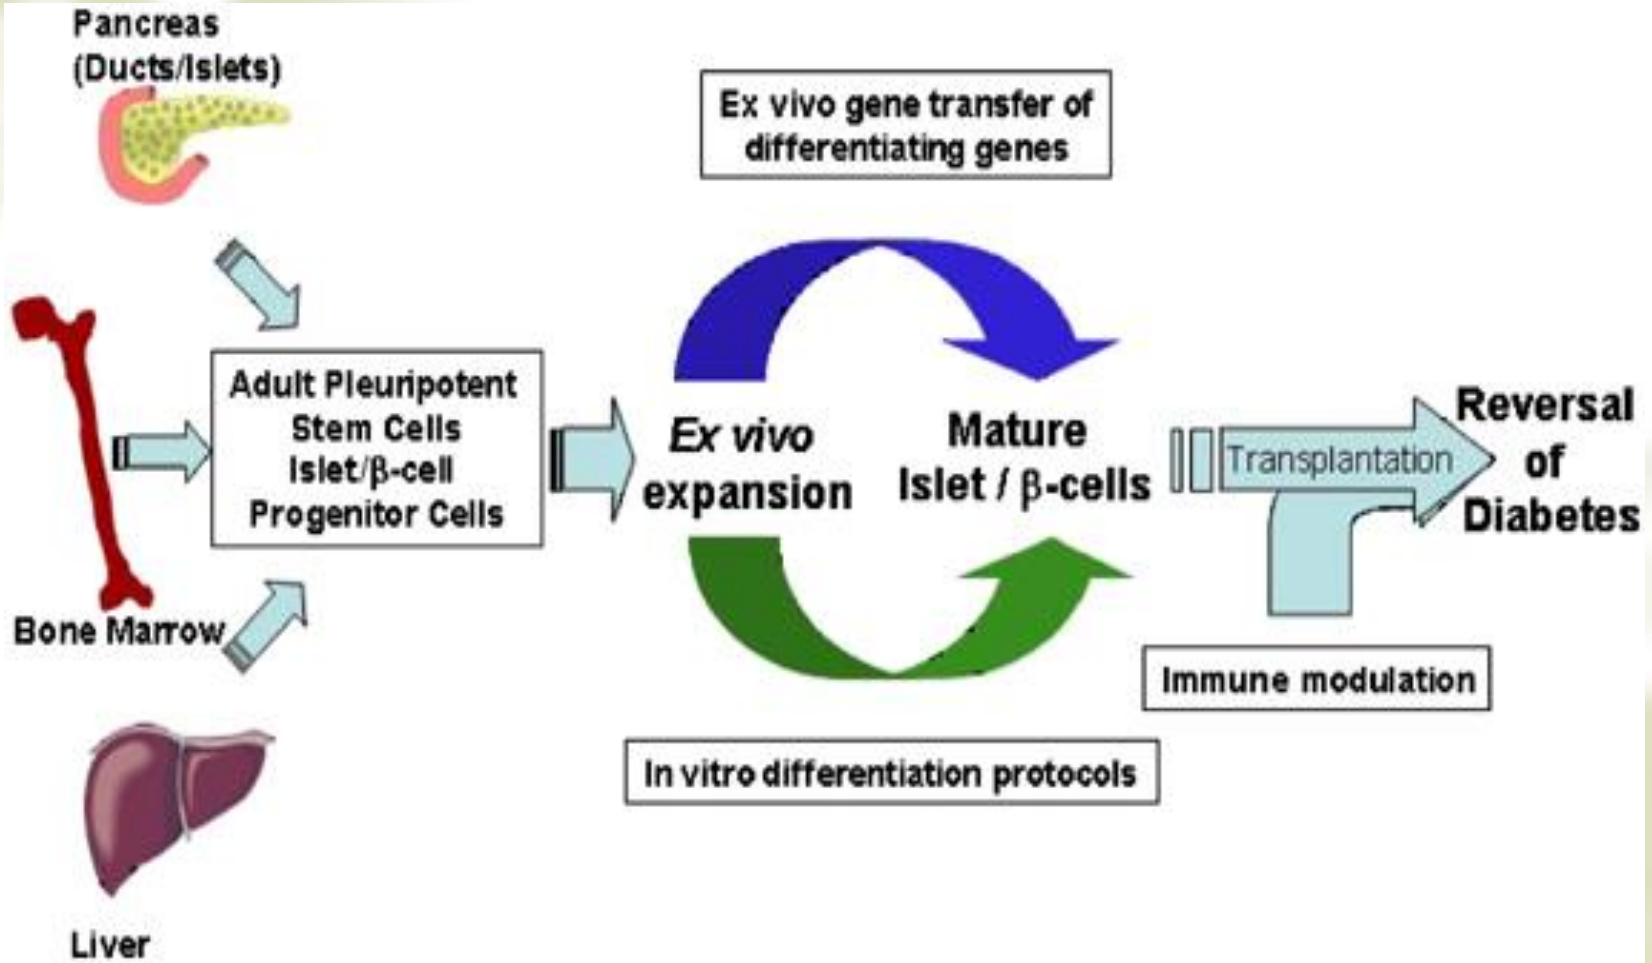 Pancreas
(Ducts/Islets)
Ex vivo gene transfer of
differentiating genes
Adult Pleuripotent
Stem Cells
Islet/β-cell
Progenitor Cells
Ex vivo
expansion
Mature
Islet / β-cells
Transplantation
Reversal
of
Diabetes
Bone Marrow
Immune modulation
In vitro differentiation protocols
Liver